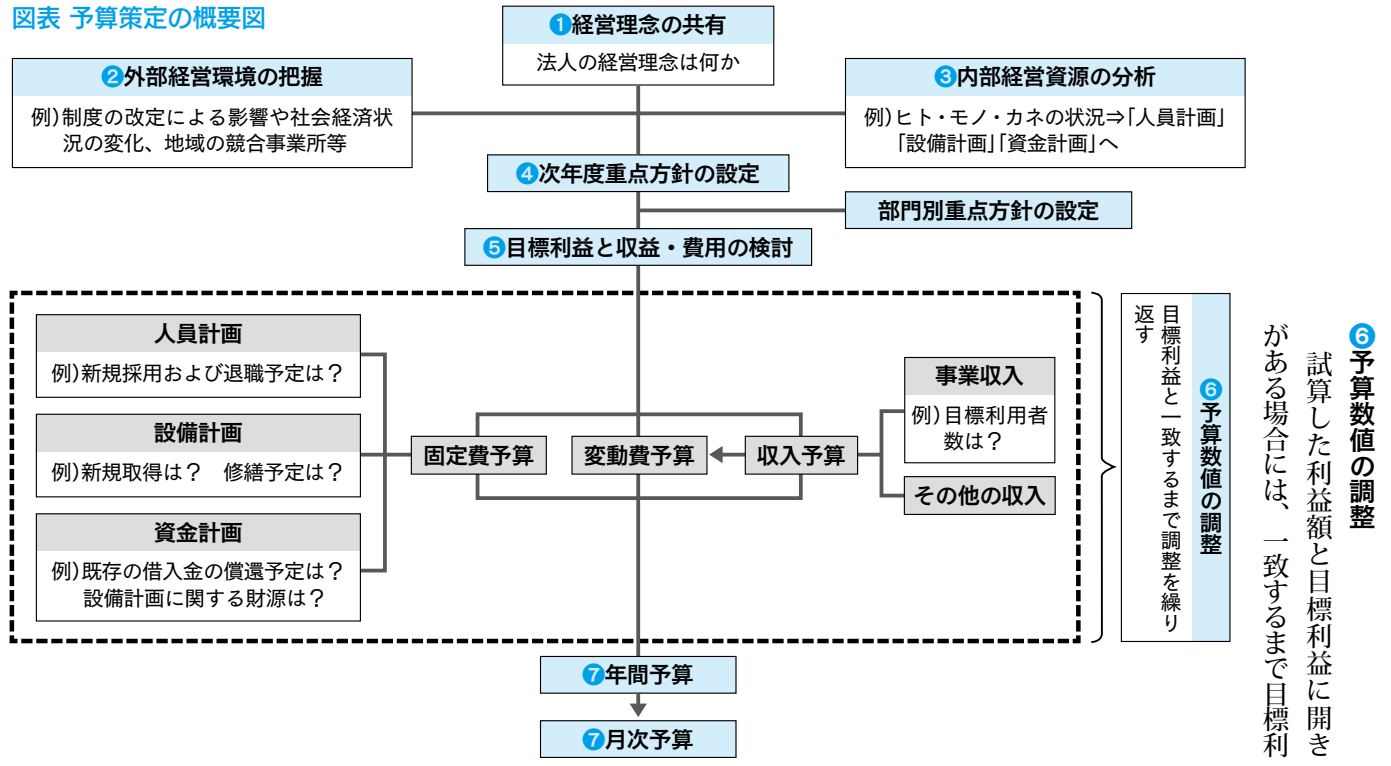 図表 予算策定の概要図
❶経営理念の共有
法人の経営理念は何か
❷外部経営環境の把握
例)制度の改定による影響や社会経済状
況の変化、地域の競合事業所等
❸内部経営資源の分析
例)ヒト・モノ・カネの状況⇒「人員計画」
「設備計画」「資金計画」へ
❹次年度重点方針の設定
部門別重点方針の設定
❺目標利益と収益・費用の検討
人員計画
例)新規採用および退職予定は？
設備計画
例)新規取得は？　修繕予定は？
資金計画
例)既存の借入金の償還予定は？
設備計画に関する財源は？
固定費予算
変動費予算
収入予算
事業収入
例)目標利用者
数は？
その他の収入
❻予算数値の調整
目標利益と一致するまで調整を繰り
返す
❼年間予算
❼月次予算
❻予算数値の調整
試算した利益額と目標利益に開き
がある場合には、一致するまで目標利